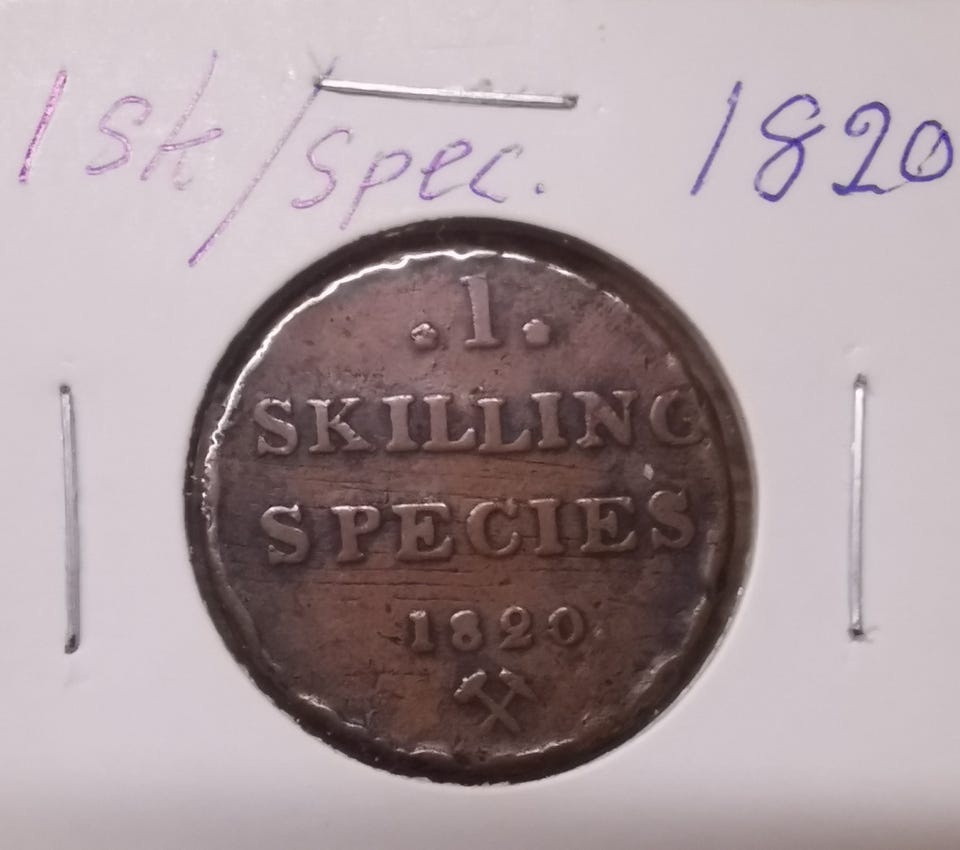 1 sk/spec. 1820
. 1 .
SKILLING
SPECIES
1820